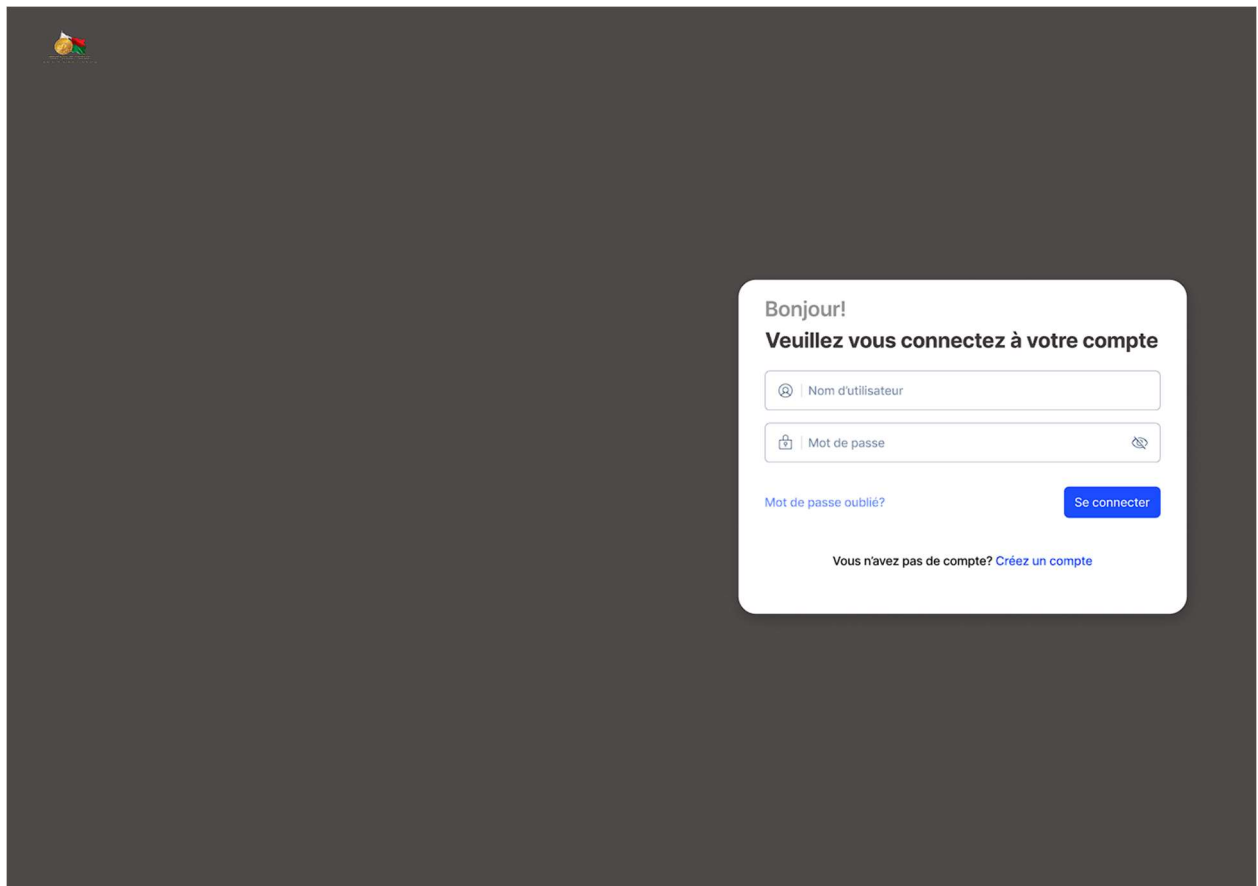 Bonjour!
Veuillez vous connectez à votre compte
Nom d'utilisateur
Mot de passe
Mot de passe oublié?
Se connecter
Vous n'avez pas de compte? Créez un compte